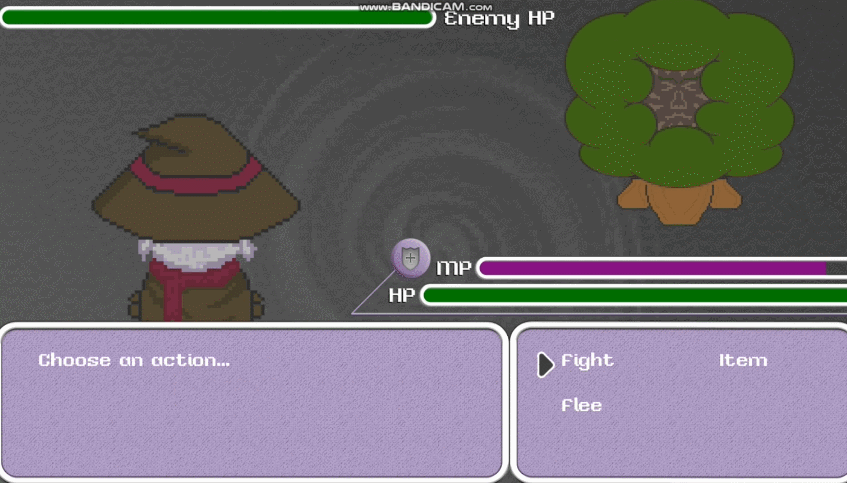 www.BANDICAM.com
Enemy HP
MP
HP
Choose an action...
Fight Item
Flee